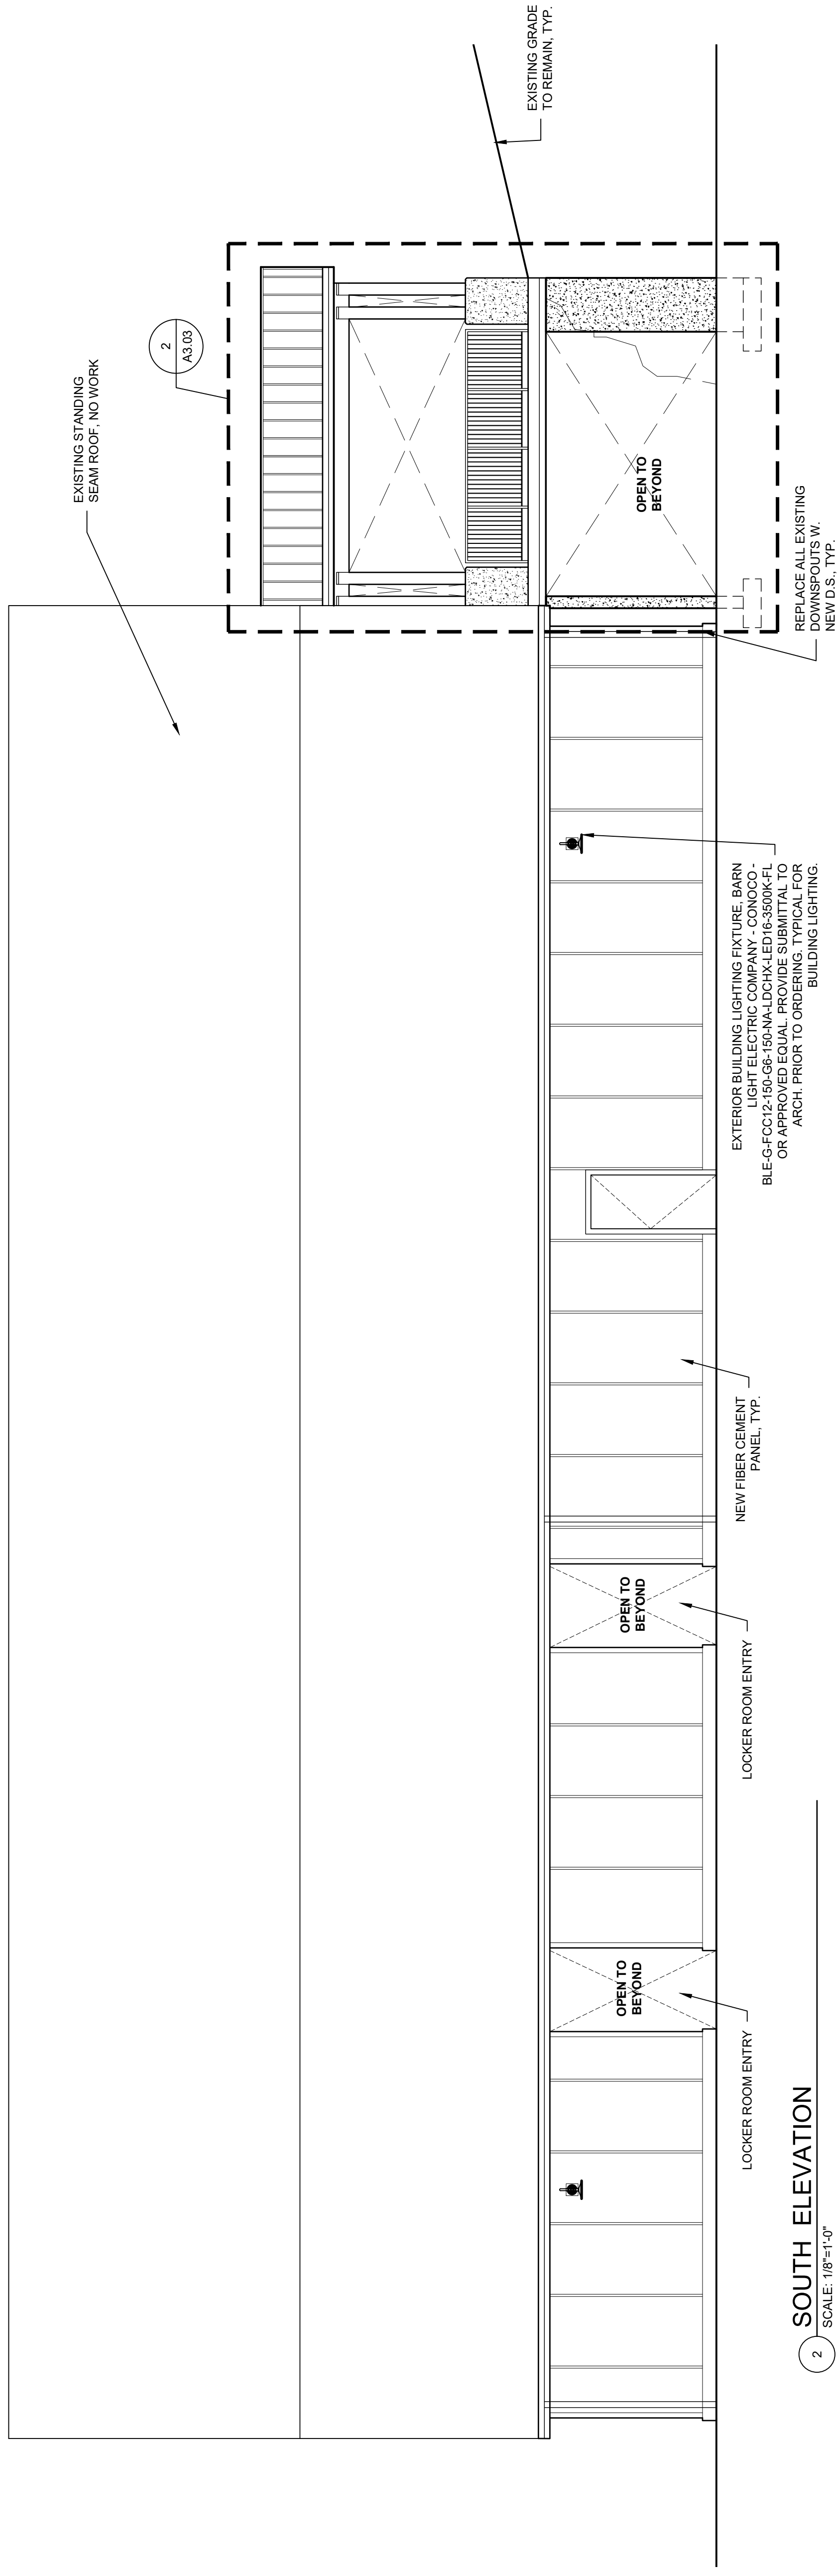 EXISTING STANDING
SEAM ROOF, NO WORK
2
A3.03
EXISTING GRADE
TO REMAIN, TYP.
OPEN TO
BEYOND
OPEN TO
BEYOND
OPEN TO
BEYOND
LOCKER ROOM ENTRY
LOCKER ROOM ENTRY
NEW FIBER CEMENT
PANEL, TYP.
EXTERIOR BUILDING LIGHTING FIXTURE, BARN
LIGHT ELECTRIC COMPANY - CONOCO -
BLE-G-FCC12-150-G6-150-NA-LDCHX-LED16-3500K-FL
OR APPROVED EQUAL. PROVIDE SUBMITTAL TO
ARCH. PRIOR TO ORDERING. TYPICAL FOR
BUILDING LIGHTING.
REPLACE ALL EXISTING
DOWNSPOUTS W.
NEW D.S., TYP.
2
SOUTH ELEVATION
SCALE: 1/8"=1'-0"